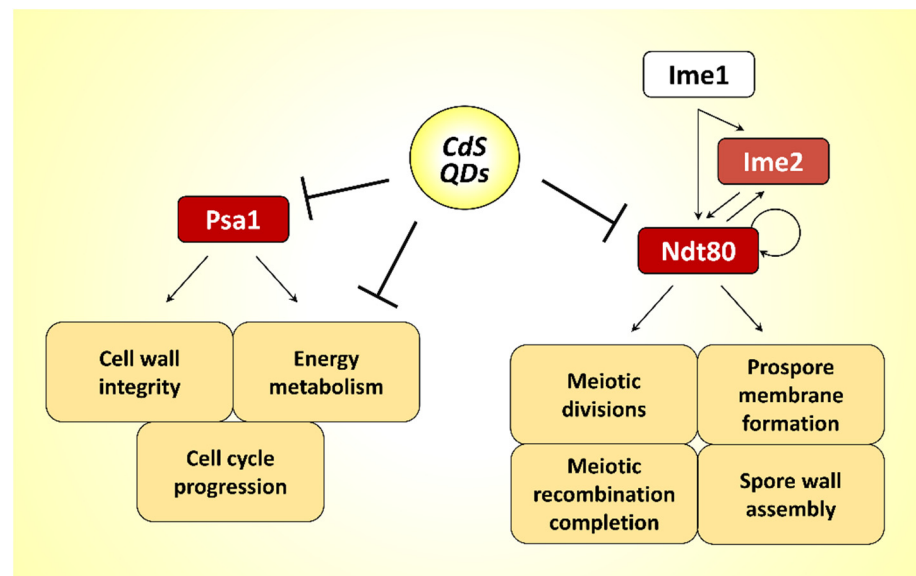 Ime1
CdS
QDs
Ime2
Psa1
Ndt80
Cell wall
integrity
Energy
metabolism
Cell cycle
progression
Meiotic
divisions
Prospore
membrane
formation
Meiotic
recombination
completion
Spore wall
assembly